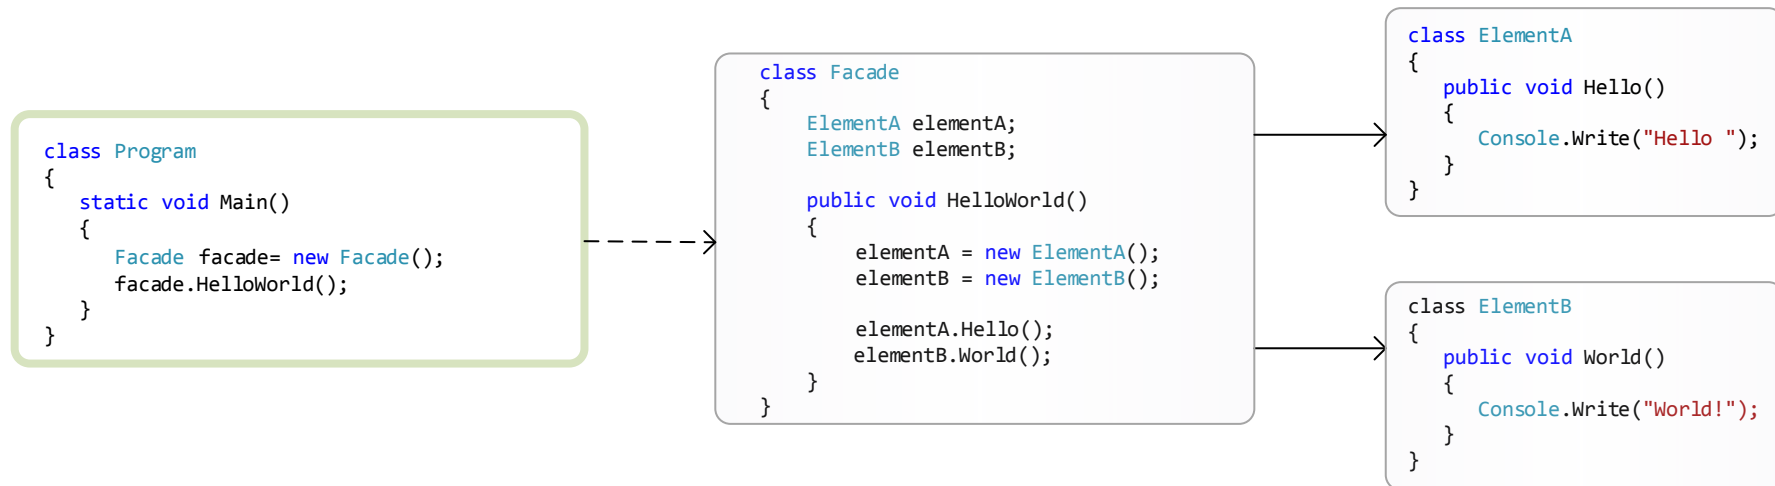 class Program
{
static void Main()
{
Facade facade= new Facade();
facade.HelloWorld();
}
}
class Facade
{
ElementA elementA;
ElementB elementB;
public void HelloWorld()
{
elementA = new ElementA();
elementB = new ElementB();
elementA.Hello();
elementB.World();
}
}
class ElementA
{
public void Hello()
{
Console.Write("Hello ");
}
}
class ElementB
{
public void World()
{
Console.Write("World!");
}
}